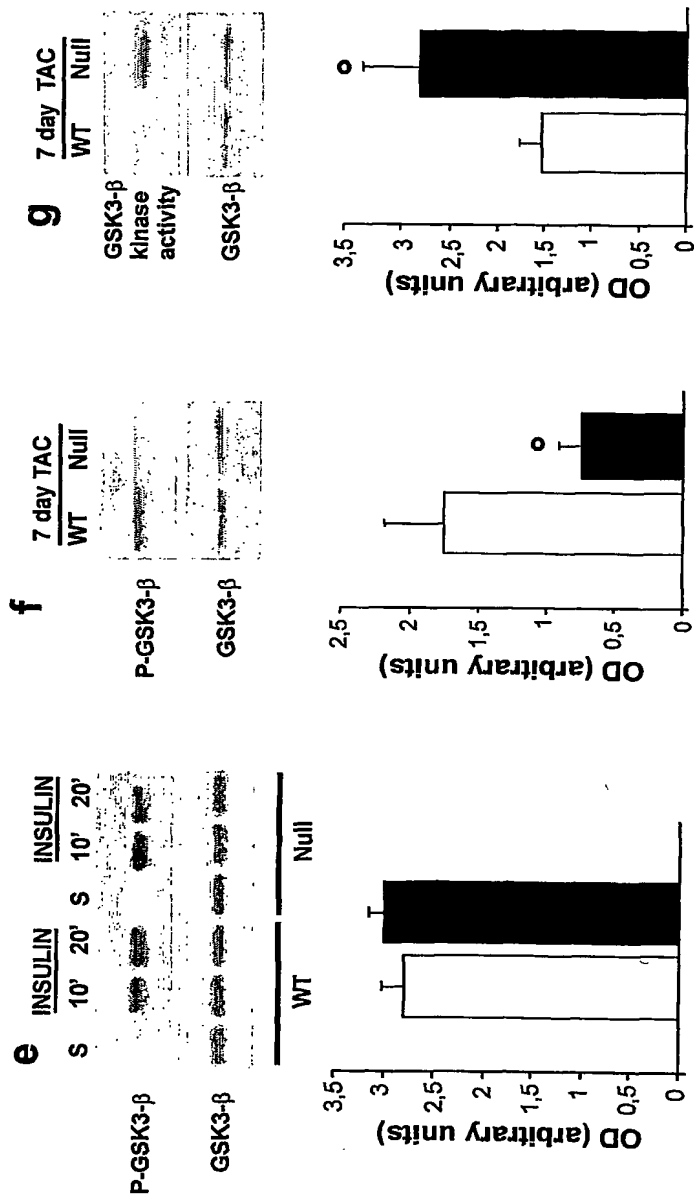 e
INSULIN INSULIN
S 10' 20' S 10' 20'
P-GSK3-β
GSK3-β
WT Null
3,5
3
2,5
2
1,5
1
0,5
0
OD (arbitrary units)
f
7 day TAC
WT Null
P-GSK3-β
GSK3-β
2,5
2
1,5
1
0,5
0
OD (arbitrary units)
g
7 day TAC
WT Null
GSK3-β
kinase
activity
GSK3-β
3,5
3
2,5
2
1,5
1
0,5
0
OD (arbitrary units)